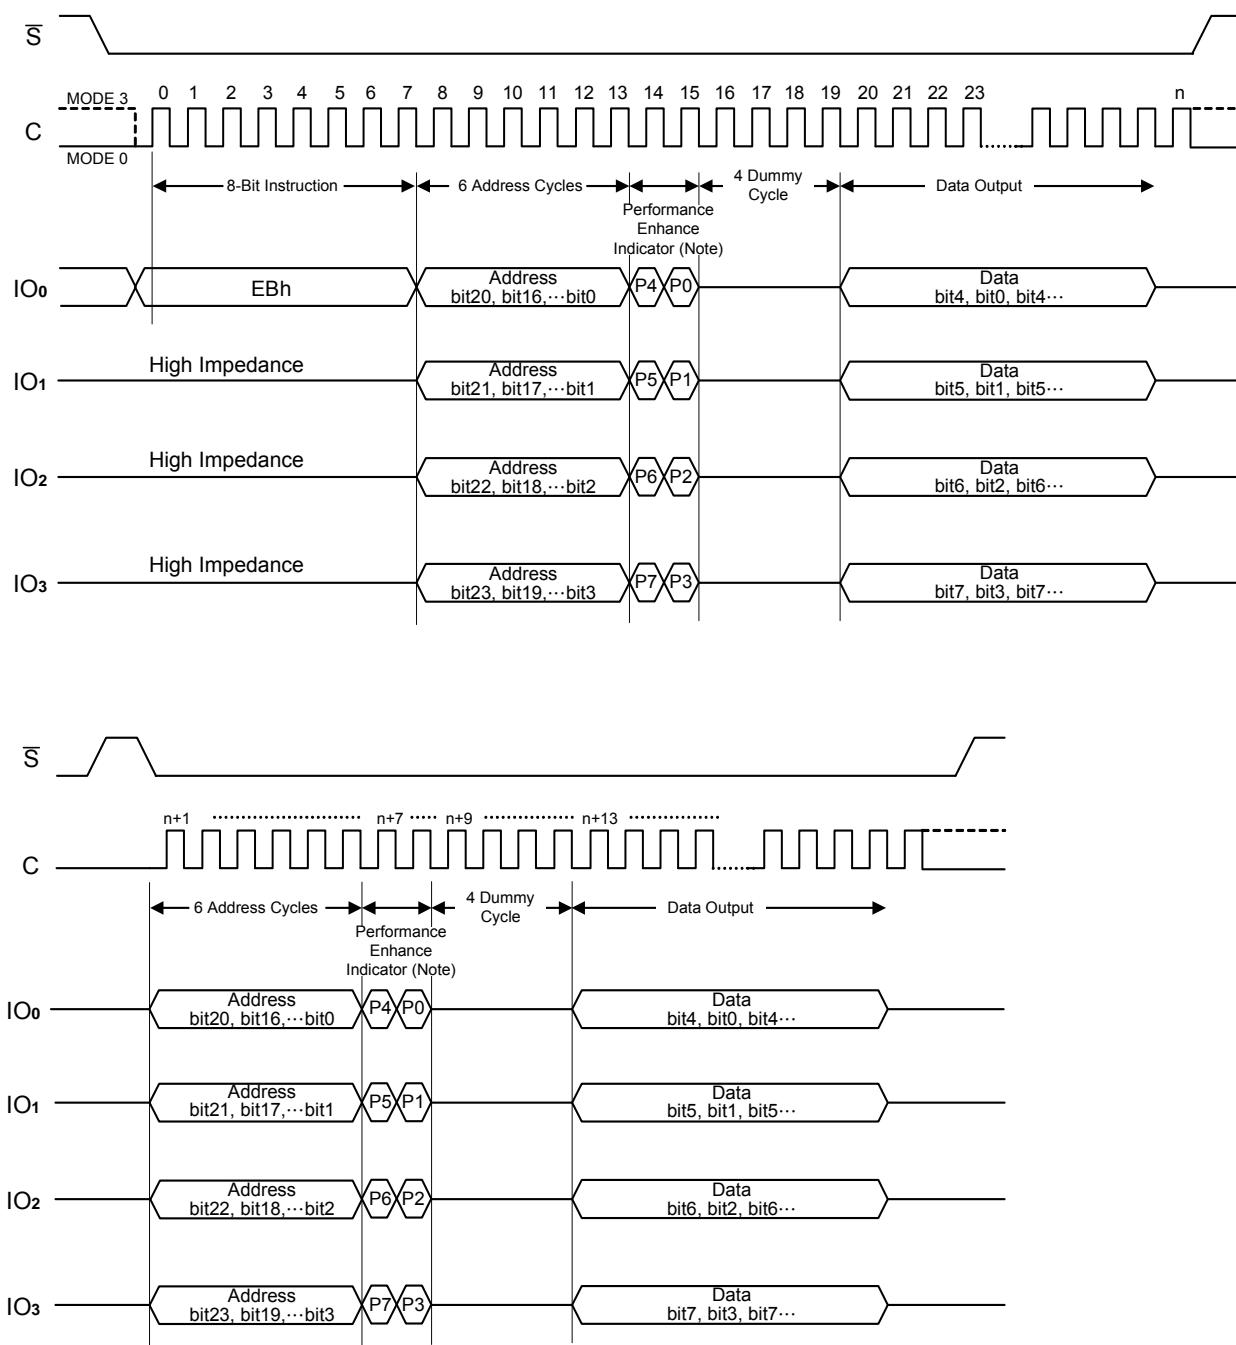 S
0 1 2 3 4 5 6 7 8 9 10 11 12 13 14 15 16 17 18 19 20 21 22 23 n
MODE 3
C
MODE 0
8-Bit Instruction 6 Address Cycles 4 Dummy Cycle Data Output
Performance
Enhance
Indicator (Note)
IO0 EBh Address P4 P0 Data
bit20, bit16,···bit0 bit4, bit0, bit4···
High Impedance
IO1 Address P5 P1 Data
bit21, bit17,···bit1 bit5, bit1, bit5···
High Impedance
IO2 Address P6 P2 Data
bit22, bit18,···bit2 bit6, bit2, bit6···
High Impedance
IO3 Address P7 P3 Data
bit23, bit19,···bit3 bit7, bit3, bit7···
S
n+1 n+7 n+9 n+13
C
6 Address Cycles 4 Dummy Cycle Data Output
Performance
Enhance
Indicator (Note)
IO0 Address P4 P0 Data
bit20, bit16,···bit0 bit4, bit0, bit4···
IO1 Address P5 P1 Data
bit21, bit17,···bit1 bit5, bit1, bit5···
IO2 Address P6 P2 Data
bit22, bit18,···bit2 bit6, bit2, bit6···
IO3 Address P7 P3 Data
bit23, bit19,···bit3 bit7, bit3, bit7···